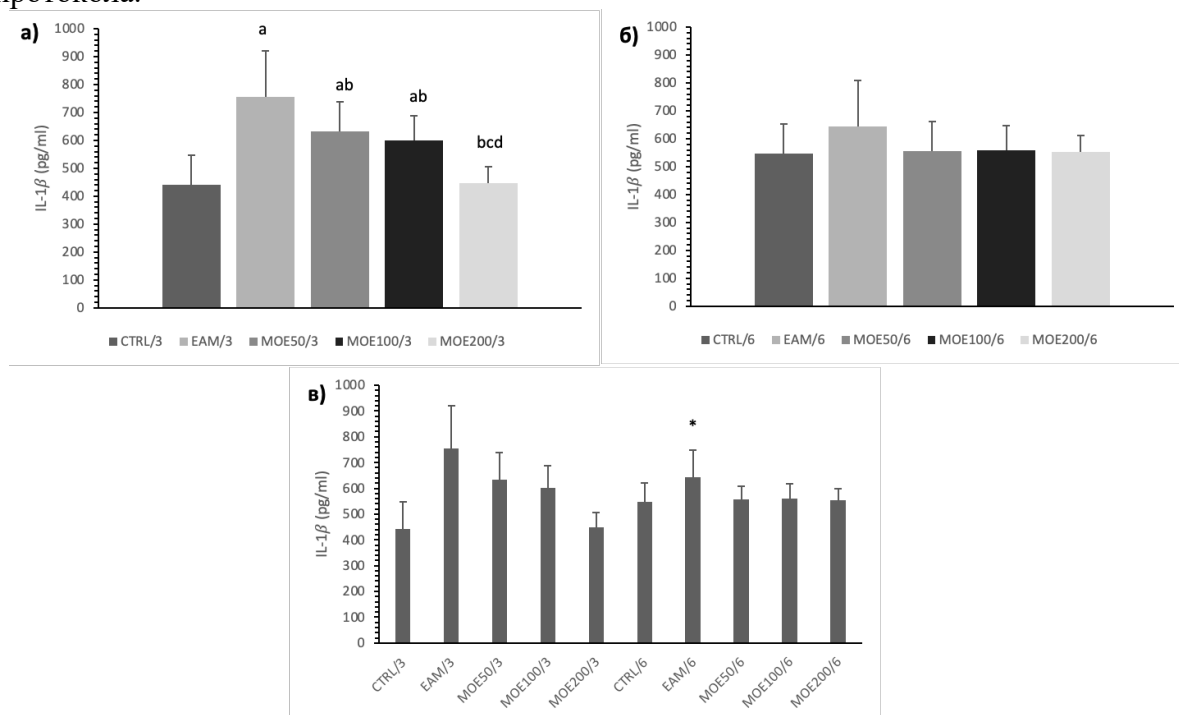 протокола.
а)
1000
900
800
700
600
500
400
300
200
100
0
IL-1β (pg/ml)
a
ab
ab
bcd
CTRL/3 EAM/3 MOE50/3 MOE100/3 MOE200/3
б)
1000
900
800
700
600
500
400
300
200
100
0
IL-1β (pg/ml)
CTRL/6 EAM/6 MOE50/6 MOE100/6 MOE200/6
в)
1000
900
800
700
600
500
400
300
200
100
0
IL-1β (pg/ml)
*
CTRL/3
EAM/3
MOE50/3
MOE100/3
MOE200/3
CTRL/6
EAM/6
MOE50/6
MOE100/6
MOE200/6